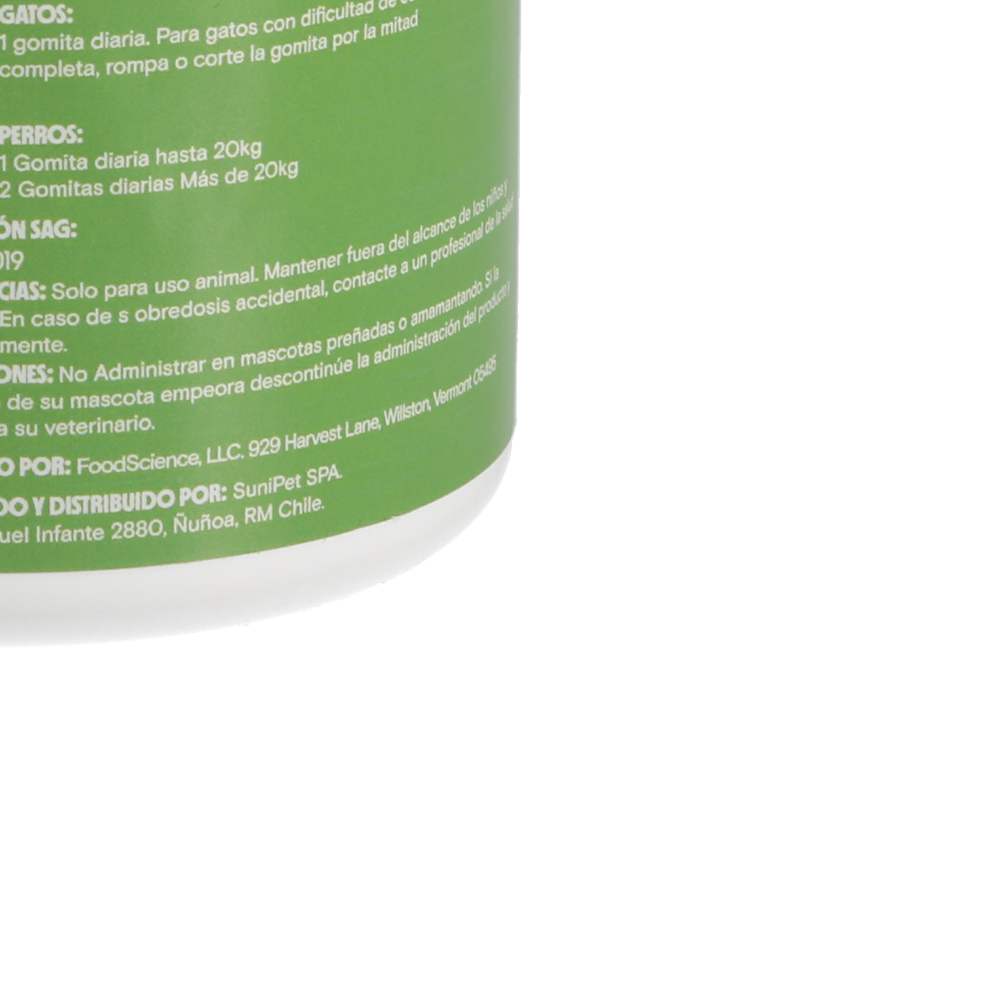 GATOS:
1 gomita diaria. Para gatos con dificultad de
completa, rompa o corte la gomita por la mitad
PERROS:
1 Gomita diaria hasta 20kg
2 Gomitas diarias Más de 20kg
ÓN SAG:
019
CIAS: Solo para uso animal. Mantener fuera del alcance de los niños y
En caso de s obredosis accidental, contacte a un profesional de la salud
mente.
ONES: No Administrar en mascotas preñadas o amamantando. Si la
de su mascota empeora descontinúe la administración del producto y
a su veterinario.
O POR: FoodScience, LLC. 929 Harvest Lane, Williston, Vermont 05495
DO Y DISTRIBUIDO POR: SuniPet SPA.
uel Infante 2880, Ñuñoa, RM Chile.